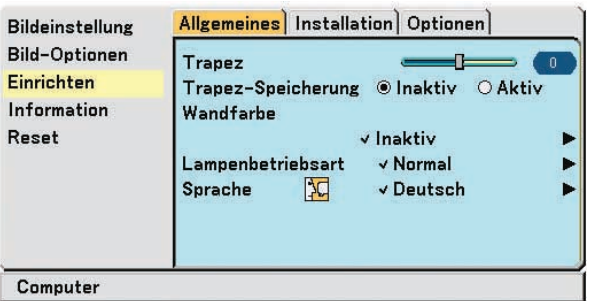 Bildeinstellung
Bild-Optionen
Einrichten
Information
Reset
Allgemeines Installation Optionen
Trapez 0
Trapez-Speicherung Inaktiv Aktiv
Wandfarbe
✓ Inaktiv
Lampenbetriebsart ✓ Normal
Sprache ✓ Deutsch
Computer